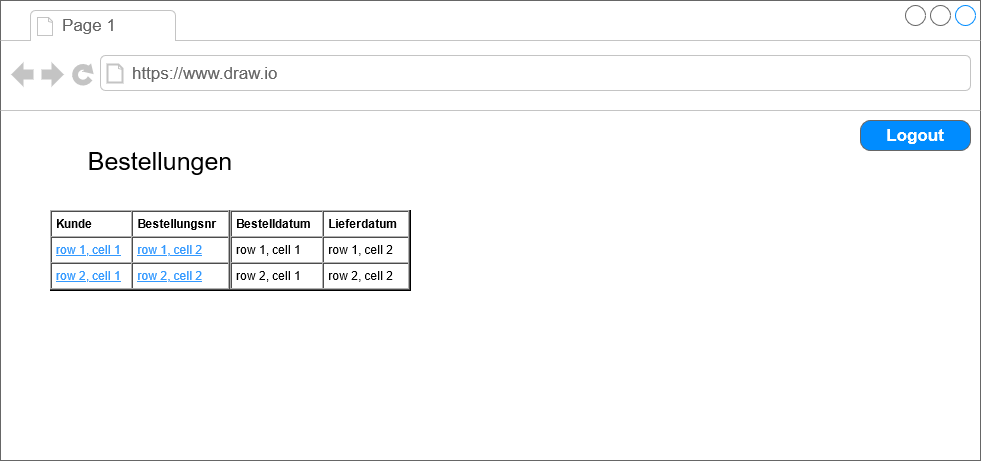 Page 1
https://www.draw.io
Logout
Bestellungen
Kunde Bestellungsnr Bestelldatum Lieferdatum
row 1, cell 1 row 1, cell 2 row 1, cell 1 row 1, cell 2
row 2, cell 1 row 2, cell 2 row 2, cell 1 row 2, cell 2